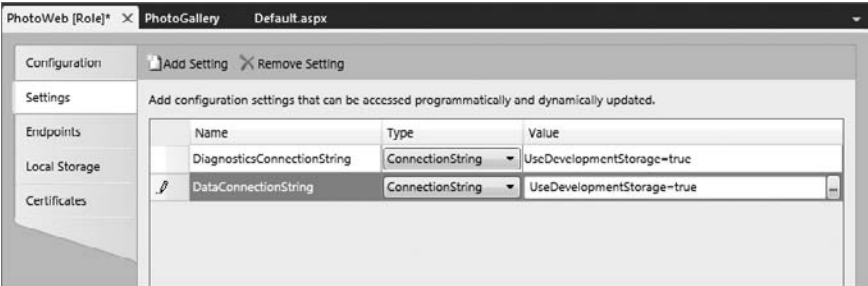 PhotoWeb [Role]* PhotoGallery Default.aspx
Configuration Add Setting Remove Setting
Settings Add configuration settings that can be accessed programmatically and dynamically updated.
Endpoints Name Type Value
DiagnosticsConnectionString ConnectionString UseDevelopmentStorage=true
Local Storage
DataConnectionString ConnectionString UseDevelopmentStorage=true ...
Certificates